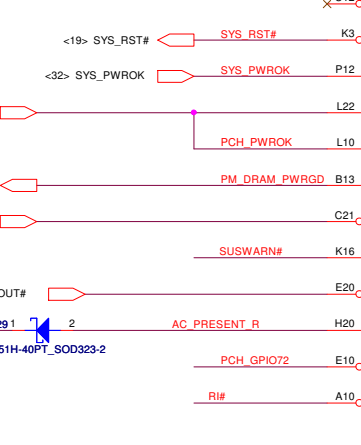 <19> SYS_RST# SYS_RST# K3
<32> SYS_PWROK SYS_PWROK P12
L22
PCH_PWROK L10
PM_DRAM_PWRGD B13
C21
SUSWARN# K16
OUT# E20
29 1 2 AC_PRESENT_R H20
51H-40PT_SOD323-2
PCH_GPIO72 E10
RI# A10